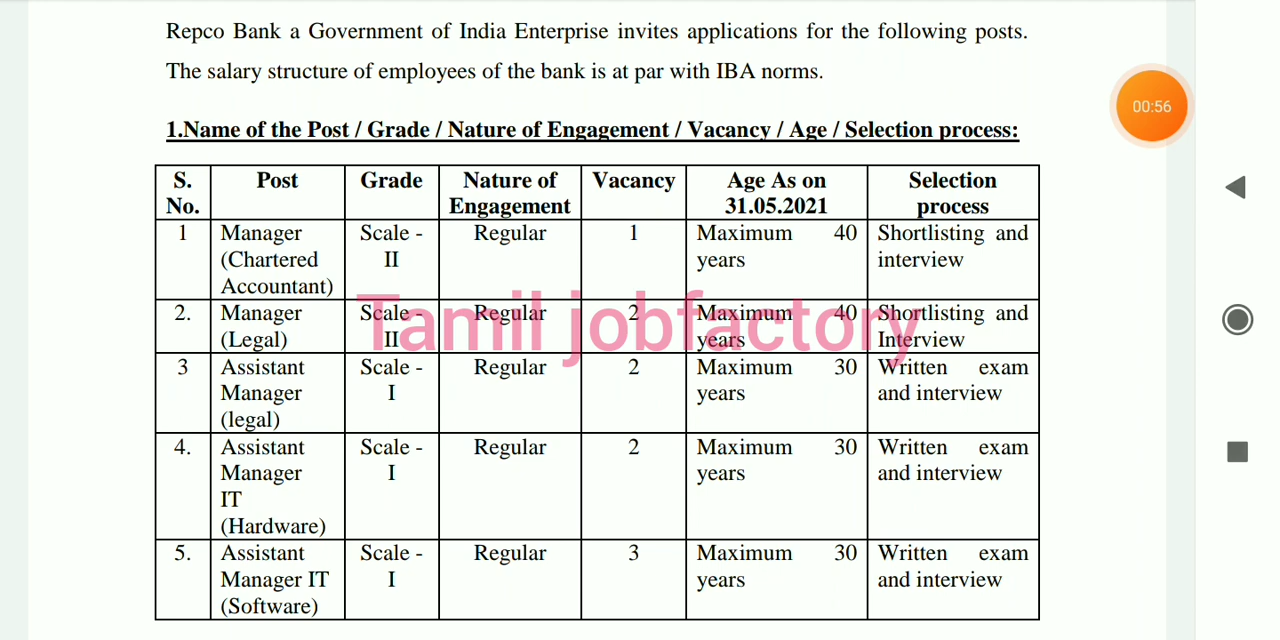 Repco Bank a Government of India Enterprise invites applications for the following posts.
The salary structure of employees of the bank is at par with IBA norms.
00:56
1.Name of the Post / Grade / Nature of Engagement / Vacancy / Age / Selection process:
S. No. Post Grade Nature of Engagement Vacancy Age As on 31.05.2021 Selection process
1 Manager (Chartered Accountant) Scale - II Regular 1 Maximum 40 years Shortlisting and interview
2. Manager (Legal) Scale - II Regular 2 Maximum 40 years Shortlisting and Interview
Tamil jobfactory
3 Assistant Manager (legal) Scale - I Regular 2 Maximum 30 years Written exam and interview
4. Assistant Manager IT (Hardware) Scale - I Regular 2 Maximum 30 years Written exam and interview
5. Assistant Manager IT (Software) Scale - I Regular 3 Maximum 30 years Written exam and interview